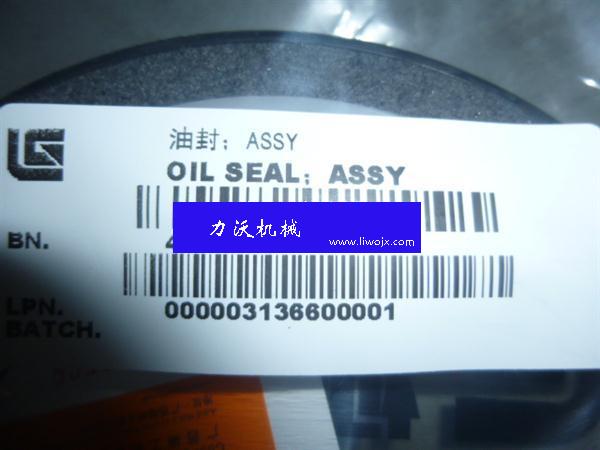 油封；ASSY
OIL SEAL；ASSY
力沃机械
www.liwojx.com
BN.
LPN.
000003136600001
BATCH.